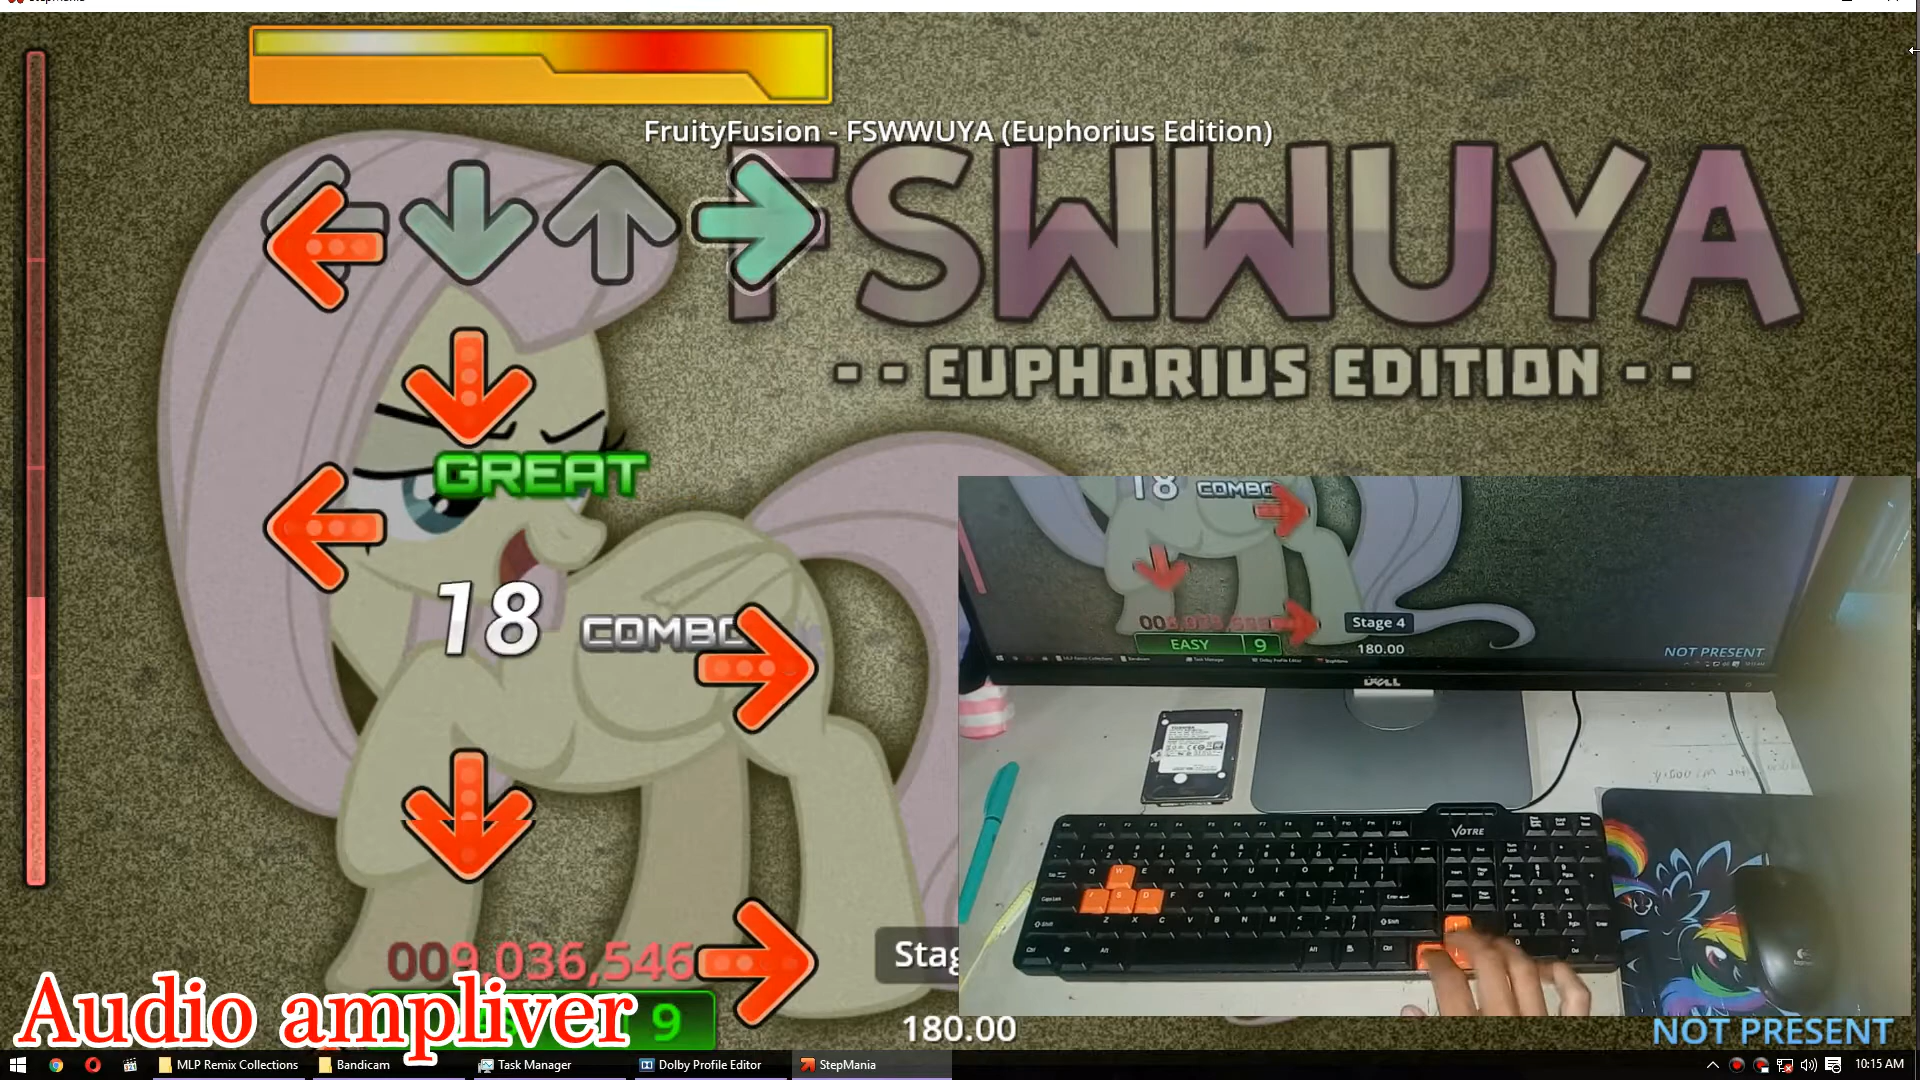 StepMania
FruityFusion - FSWWUYA (Euphorius Edition)
FSWWUYA
-- EUPHORIUS EDITION --
GREAT
18 COMBO
009,036,546
9
180.00
Audio ampliver
NOT PRESENT
18 COMBO
Stage 4
EASY 9
180.00
NOT PRESENT
DELL
VOTRE
MLP Remix Collections
Bandicam
Task Manager
Dolby Profile Editor
StepMania
10:15 AM